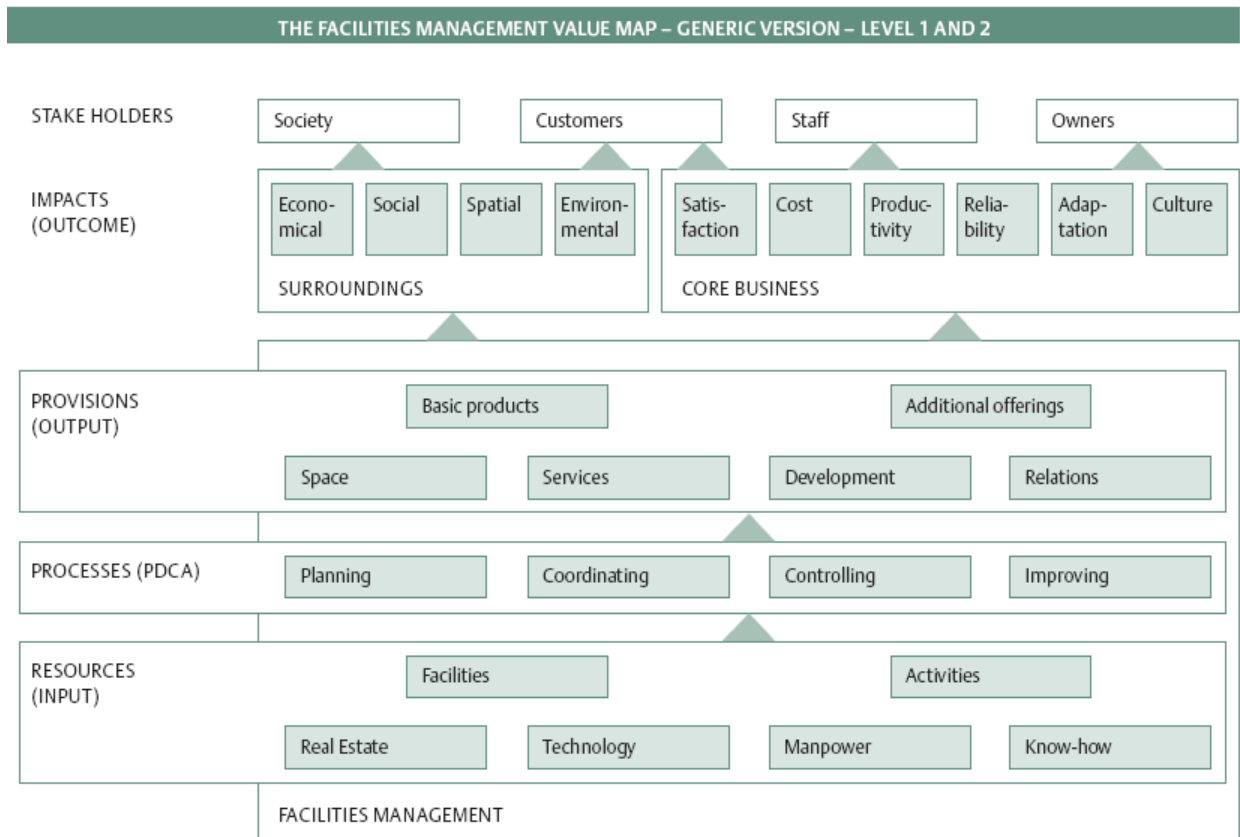 THE FACILITIES MANAGEMENT VALUE MAP – GENERIC VERSION – LEVEL 1 AND 2
STAKE HOLDERS
Society
Customers
Staff
Owners
IMPACTS
(OUTCOME)
Econo-
mical
Social
Spatial
Environ-
mental
SURROUNDINGS
Satis-
faction
Cost
Produc-
tivity
Relia-
bility
Adap-
tation
Culture
CORE BUSINESS
PROVISIONS
(OUTPUT)
Basic products
Additional offerings
Space
Services
Development
Relations
PROCESSES (PDCA)
Planning
Coordinating
Controlling
Improving
RESOURCES
(INPUT)
Facilities
Activities
Real Estate
Technology
Manpower
Know-how
FACILITIES MANAGEMENT